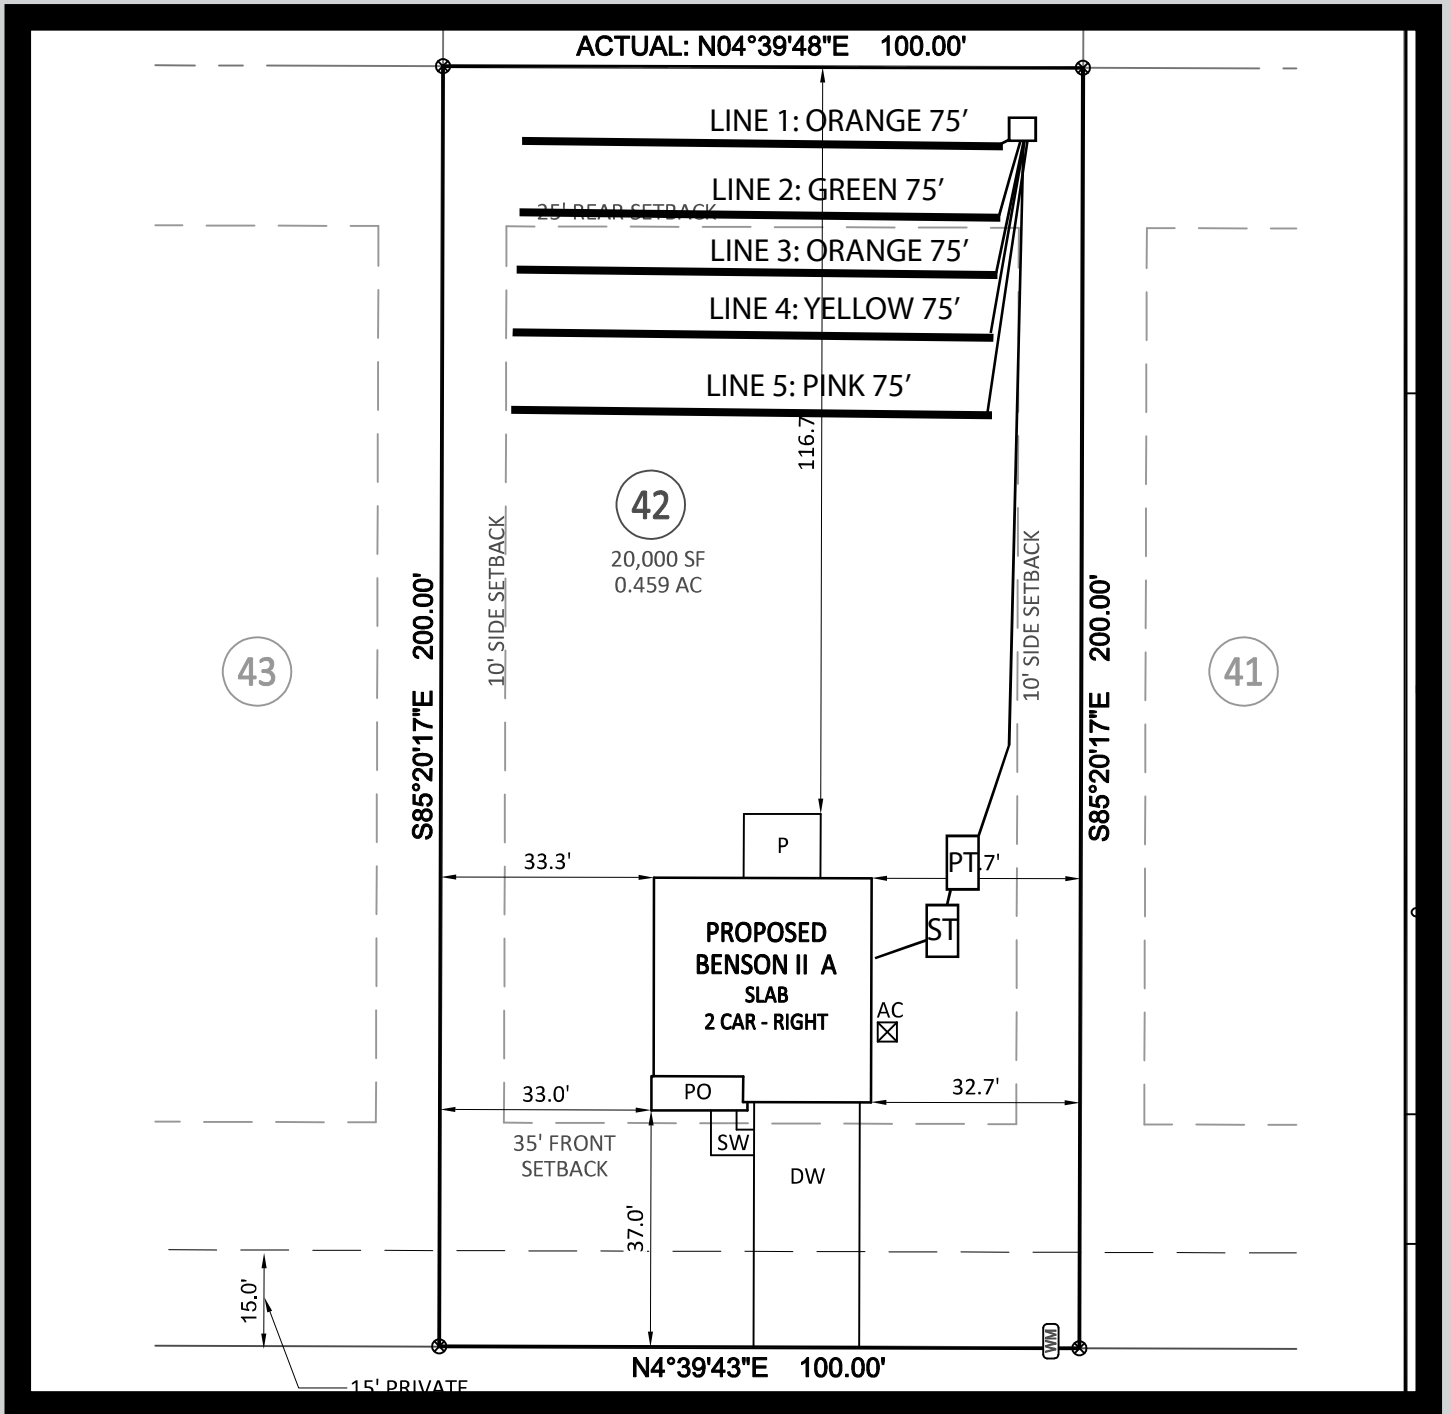 ACTUAL: N04°39'48"E 100.00'
LINE 1: ORANGE 75’
LINE 2: GREEN 75’
25' REAR SETBACK
LINE 3: ORANGE 75’
LINE 4: YELLOW 75’
LINE 5: PINK 75’
116.7
42
20,000 SF
0.459 AC
10' SIDE SETBACK
10' SIDE SETBACK
S85°20'17"E 200.00'
S85°20'17"E 200.00'
43
41
P
33.3'
PT
.7'
ST
PROPOSED
BENSON II A
SLAB
2 CAR - RIGHT
AC
PO
33.0'
32.7'
SW
35' FRONT
SETBACK
DW
37.0'
15.0'
WM
N4°39'43"E 100.00'
15' PRIVATE